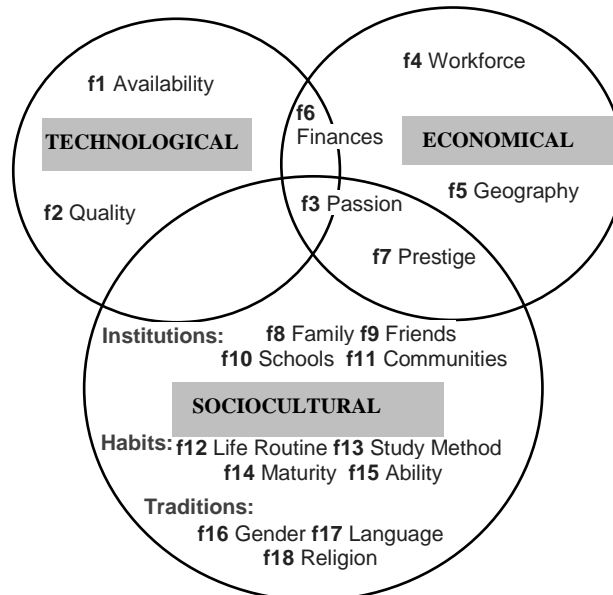 f4 Workforce
f1 Availability
f6
Finances
TECHNOLOGICAL
ECONOMICAL
f5 Geography
f3 Passion
f2 Quality
f7 Prestige
Institutions: f8 Family f9 Friends
f10 Schools f11 Communities
SOCIOCULTURAL
Habits: f12 Life Routine f13 Study Method
f14 Maturity f15 Ability
Traditions:
f16 Gender f17 Language
f18 Religion